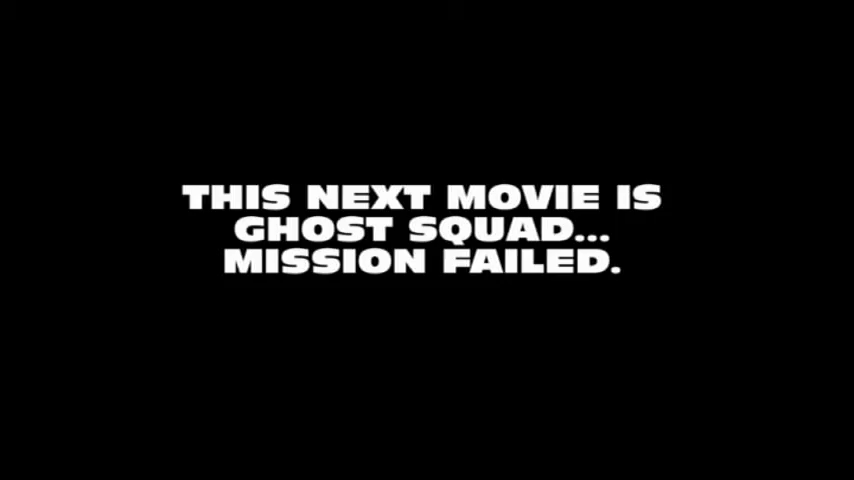 THIS NEXT MOVIE IS
GHOST SQUAD...
MISSION FAILED.